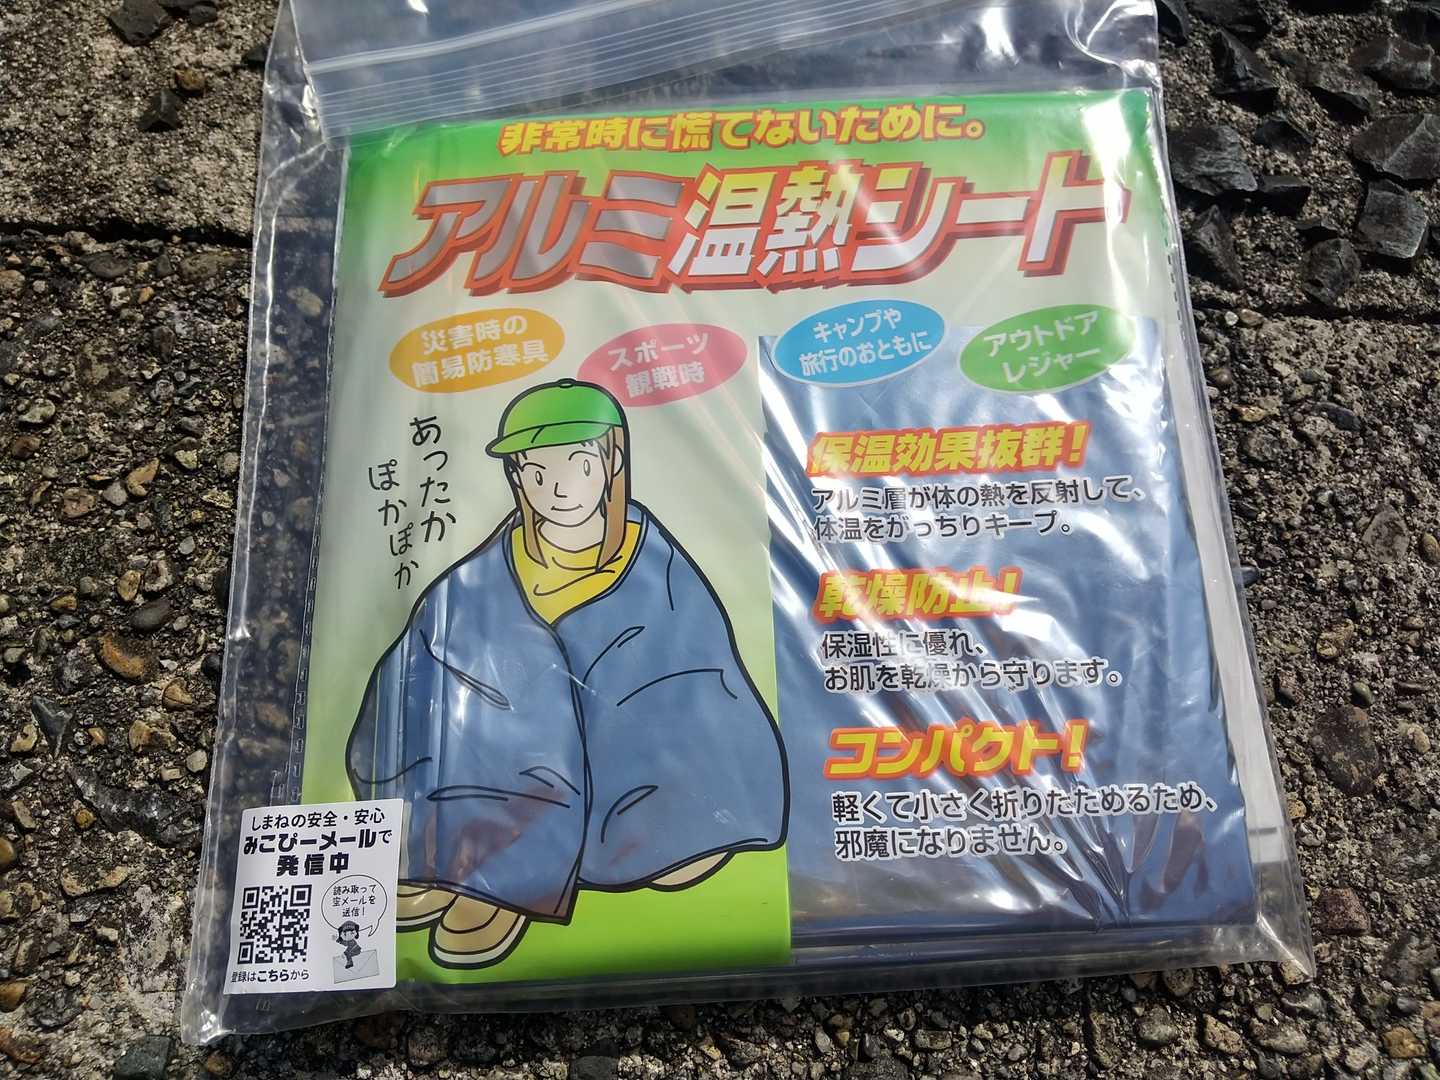 非常時に慌てないために。
アルミ温熱シート
災害時の
簡易防寒具
スポーツ
観戦時
キャンプや
旅行のおともに
アウトドア
レジャー
あったか
ぽかぽか
保温効果抜群!
アルミ層が体の熱を反射して、
体温をがっちりキープ。
乾燥防止!
保湿性に優れ、
お肌を乾燥から守ります。
コンパクト!
軽くて小さく折りたためるため、
邪魔になりません。
しまねの安全・安心
みこぴーメールで
発信中
読み取って
空メールを
送信!
登録はこちらから